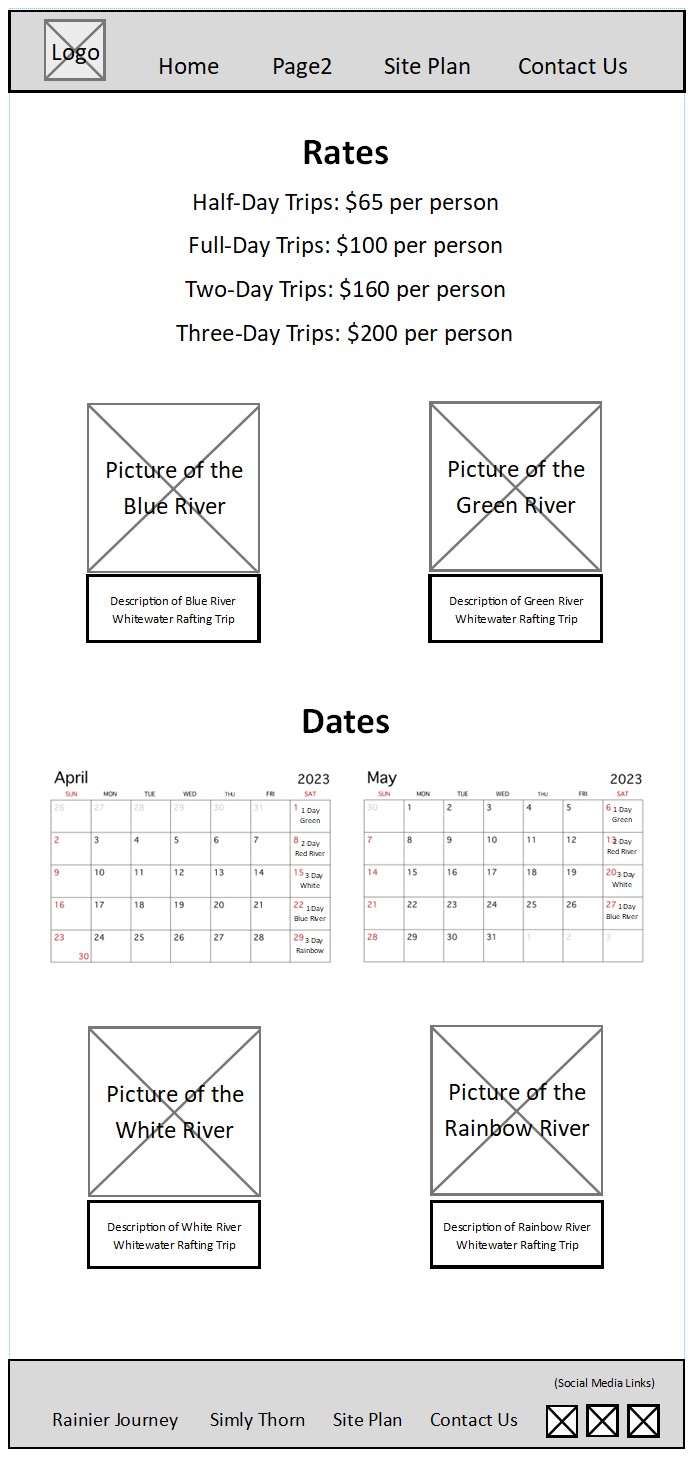 Logo
Home Page2 Site Plan Contact Us
Rates
Half-Day Trips: $65 per person
Full-Day Trips: $100 per person
Two-Day Trips: $160 per person
Three-Day Trips: $200 per person
Picture of the
Blue River
Description of Blue River
Whitewater Rafting Trip
Picture of the
Green River
Description of Green River
Whitewater Rafting Trip
Dates
April 2023
SUN MON TUE WED THU FRI SAT
26 27 28 29 30 31 1 1 Day
Green
2 3 4 5 6 7 8 2 Day
Red River
9 10 11 12 13 14 15 3 Day
White
16 17 18 19 20 21 22 1 Day
Blue River
23 24 25 26 27 28 29 3 Day
30 Rainbow
May 2023
SUN MON TUE WED THU FRI SAT
30 1 2 3 4 5 6 1 Day
Green
7 8 9 10 11 12 13 2 Day
Red River
14 15 16 17 18 19 20 3 Day
White
21 22 23 24 25 26 27 1 Day
Blue River
28 29 30 31 1 2 3
Picture of the
White River
Description of White River
Whitewater Rafting Trip
Picture of the
Rainbow River
Description of Rainbow River
Whitewater Rafting Trip
(Social Media Links)
Rainier Journey Simly Thorn Site Plan Contact Us